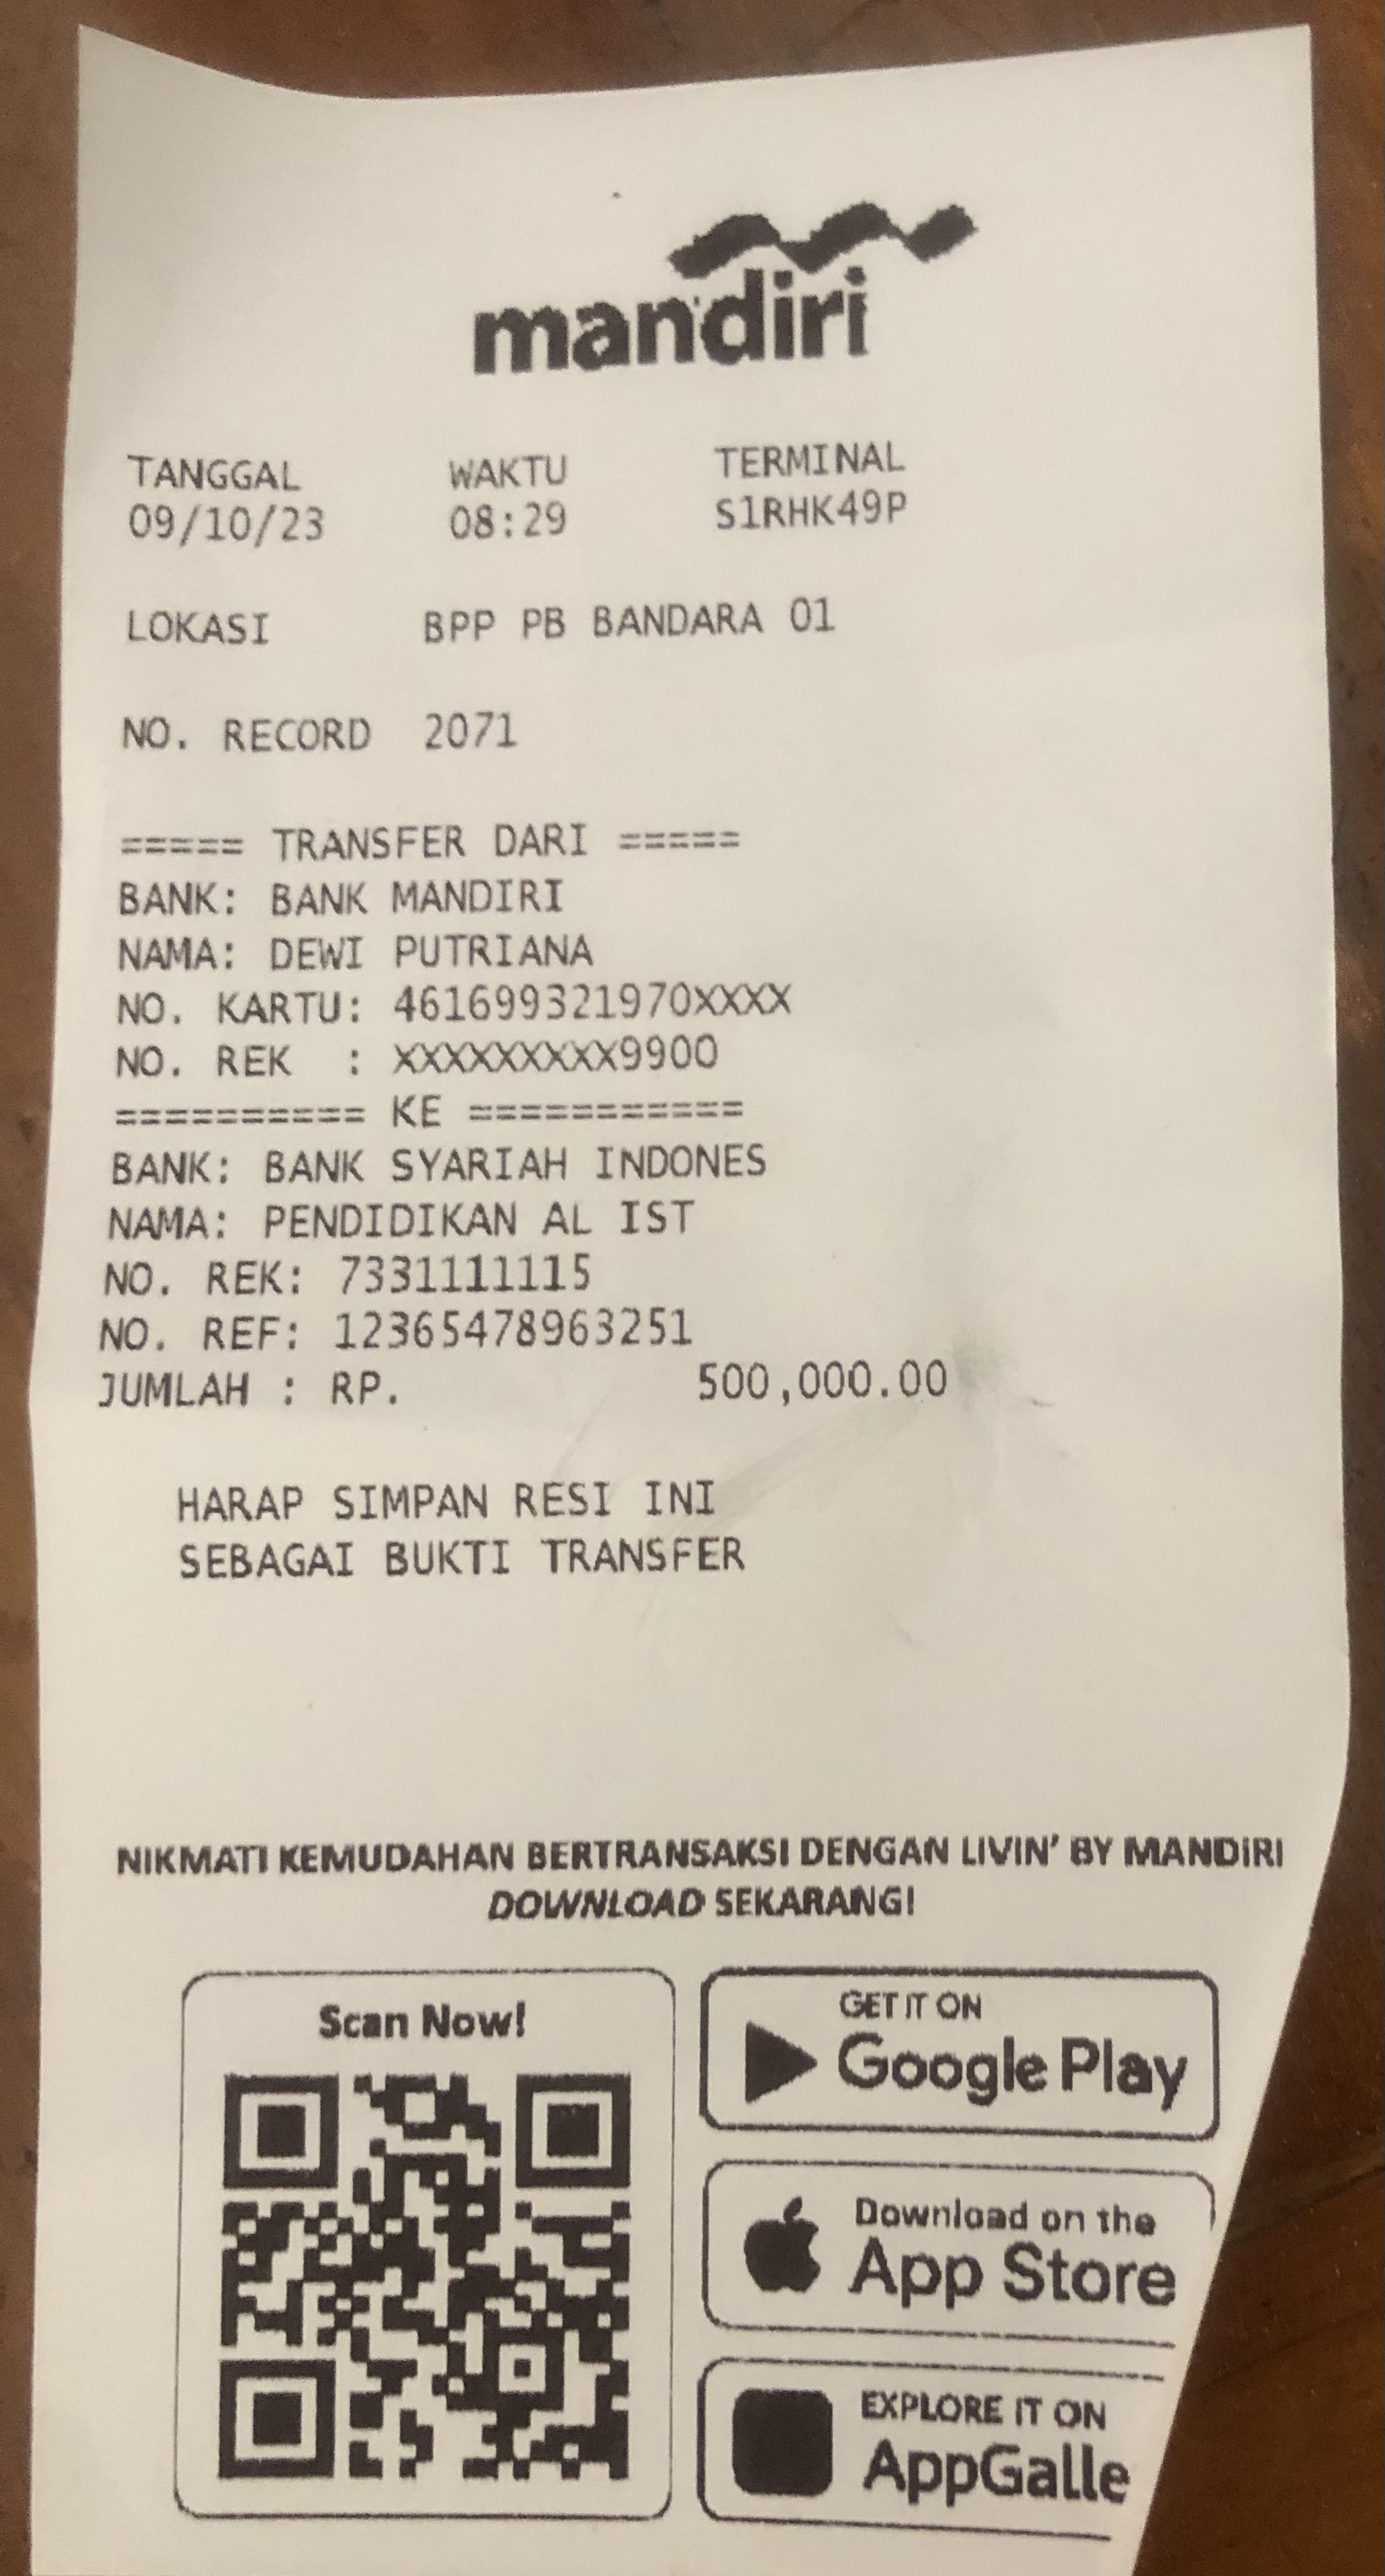 mandiri
TANGGAL WAKTU TERMINAL
09/10/23 08:29 S1RHK49P
LOKASI BPP PB BANDARA 01
NO. RECORD 2071
===== TRANSFER DARI =====
BANK: BANK MANDIRI
NAMA: DEWI PUTRIANA
NO. KARTU: 461699321970XXXX
NO. REK : XXXXXXXXX9900
========== KE ===========
BANK: BANK SYARIAH INDONES
NAMA: PENDIDIKAN AL IST
NO. REK: 7331111115
NO. REF: 12365478963251
JUMLAH : RP. 500,000.00
HARAP SIMPAN RESI INI
SEBAGAI BUKTI TRANSFER
NIKMATI KEMUDAHAN BERTRANSAKSI DENGAN LIVIN' BY MANDIRI
DOWNLOAD SEKARANG!
Scan Now!
GET IT ON
Google Play
Download on the
App Store
EXPLORE IT ON
AppGalle